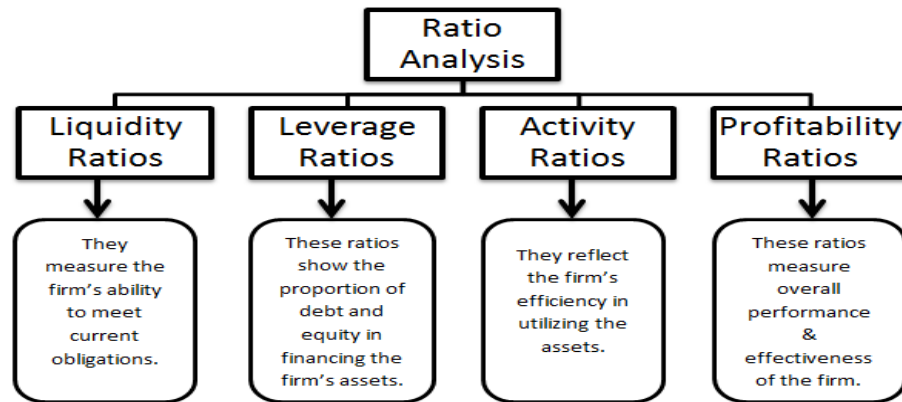 Ratio
Analysis
Liquidity
Ratios
Leverage
Ratios
Activity
Ratios
Profitability
Ratios
They
measure the
firm's ability
to meet
current
obligations.
These ratios
show the
proportion of
debt and
equity in
financing the
firm's assets.
They reflect
the firm's
efficiency in
utilizing the
assets.
These ratios
measure
overall
performance
&
effectiveness
of the firm.